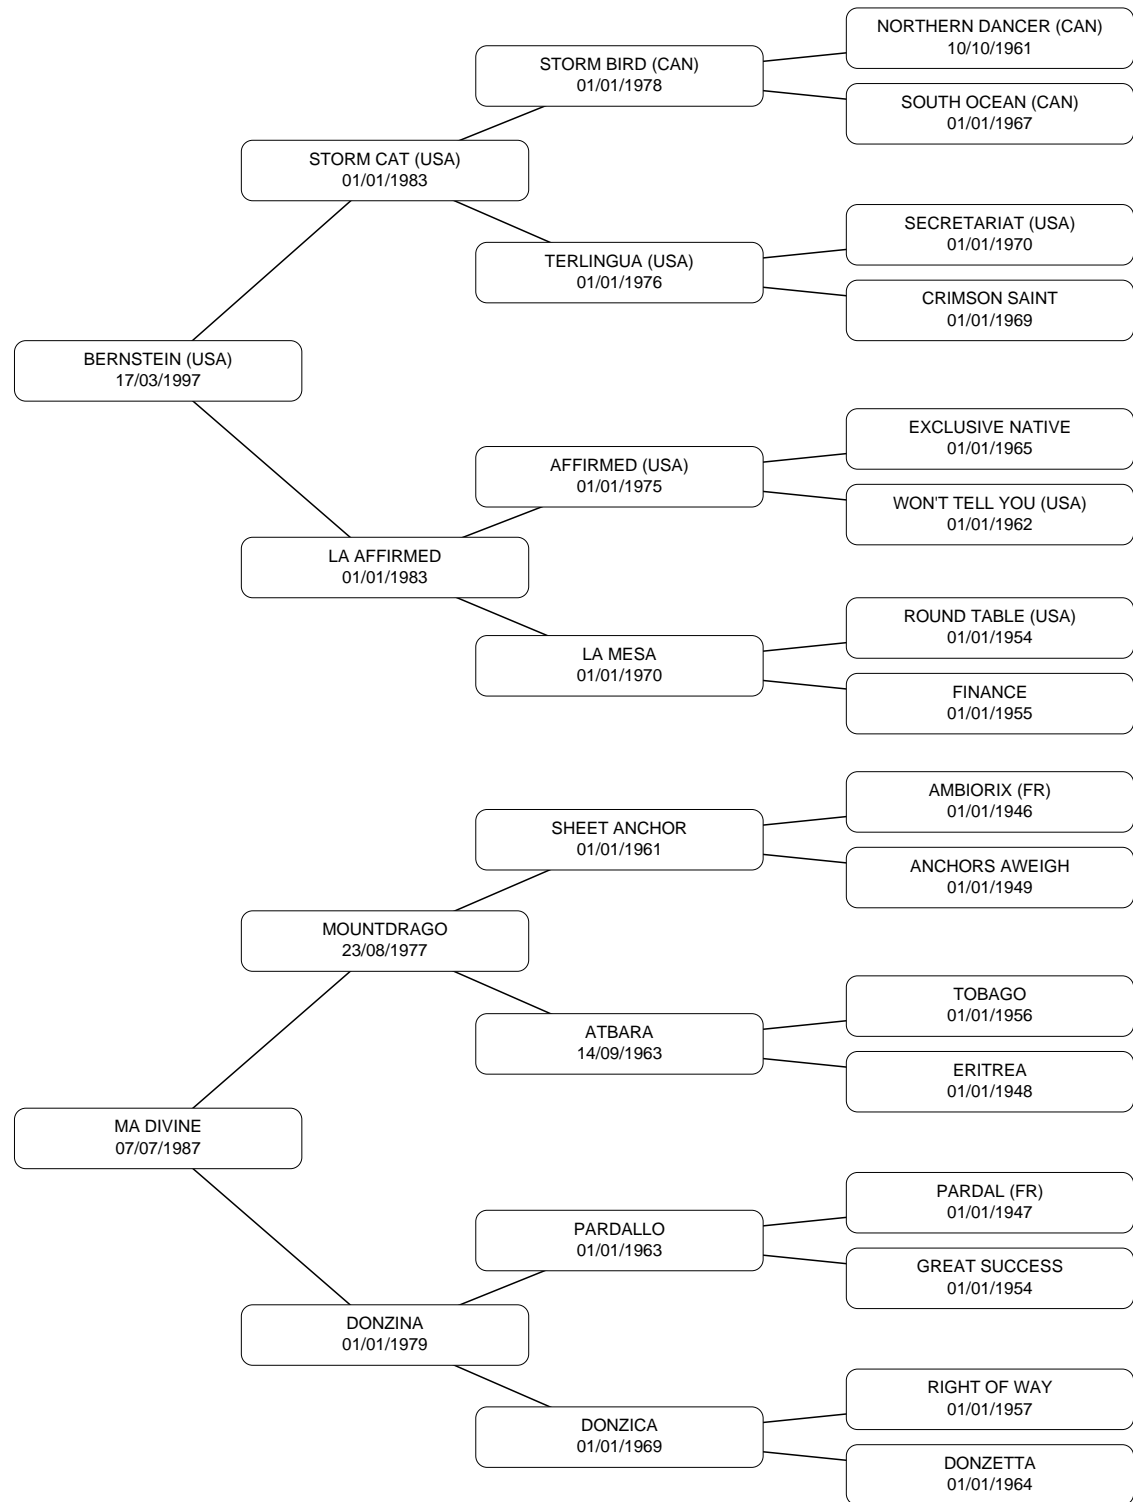 NORTHERN DANCER (CAN)
10/10/1961
STORM BIRD (CAN)
01/01/1978
SOUTH OCEAN (CAN)
01/01/1967
STORM CAT (USA)
01/01/1983
SECRETARIAT (USA)
01/01/1970
TERLINGUA (USA)
01/01/1976
CRIMSON SAINT
01/01/1969
BERNSTEIN (USA)
17/03/1997
EXCLUSIVE NATIVE
01/01/1965
AFFIRMED (USA)
01/01/1975
WON'T TELL YOU (USA)
01/01/1962
LA AFFIRMED
01/01/1983
ROUND TABLE (USA)
01/01/1954
LA MESA
01/01/1970
FINANCE
01/01/1955
AMBIORIX (FR)
01/01/1946
SHEET ANCHOR
01/01/1961
ANCHORS AWEIGH
01/01/1949
MOUNTDRAGO
23/08/1977
TOBAGO
01/01/1956
ATBARA
14/09/1963
ERITREA
01/01/1948
MA DIVINE
07/07/1987
PARDAL (FR)
01/01/1947
PARDALLO
01/01/1963
GREAT SUCCESS
01/01/1954
DONZINA
01/01/1979
RIGHT OF WAY
01/01/1957
DONZICA
01/01/1969
DONZETTA
01/01/1964